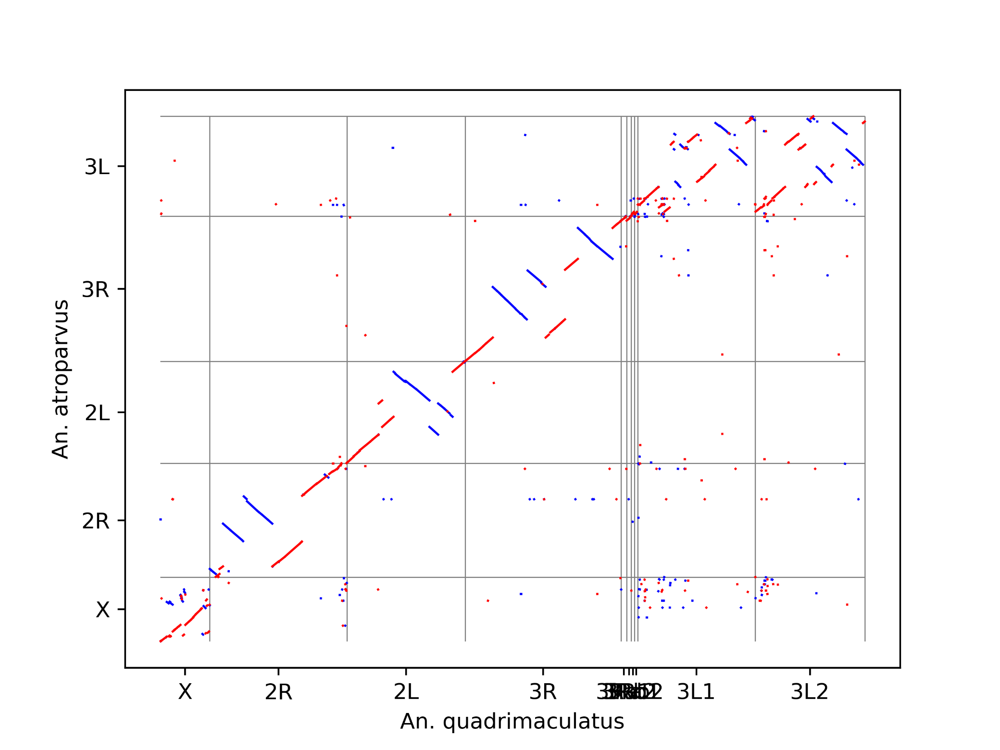 An. atroparvus
3L
3R
2L
2R
X
X 2R 2L 3R 3L1 3L2
An. quadrimaculatus